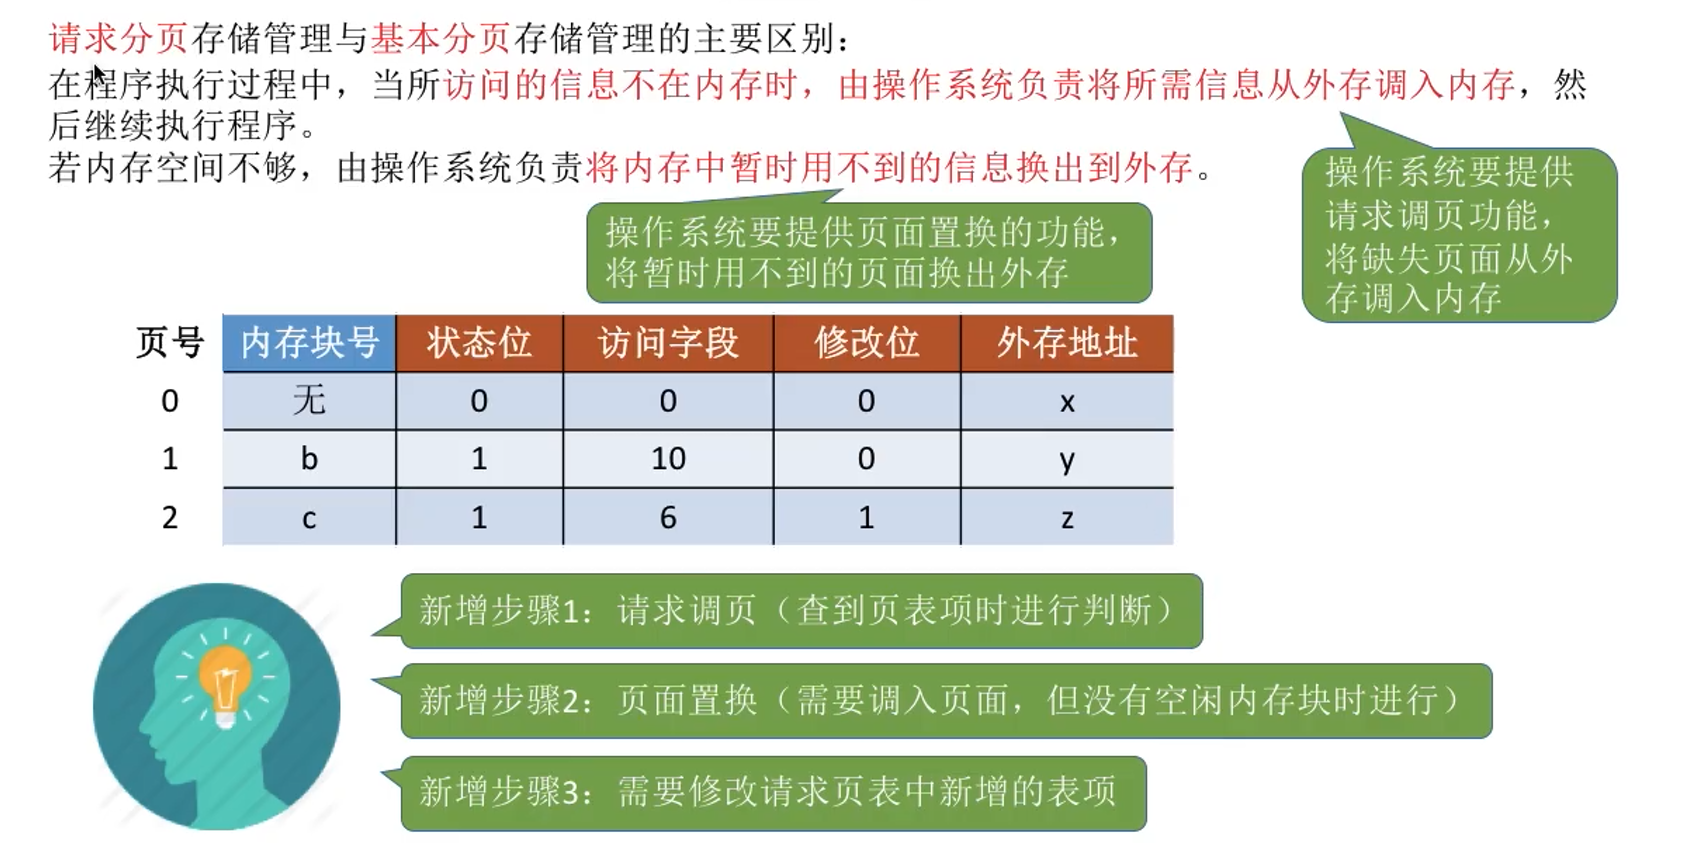 请求分页存储管理与基本分页存储管理的主要区别：
在程序执行过程中，当所访问的信息不在内存时，由操作系统负责将所需信息从外存调入内存，然
后继续执行程序。
若内存空间不够，由操作系统负责将内存中暂时用不到的信息换出到外存。
操作系统要提供
请求调页功能，
将缺失页面从外
存调入内存
操作系统要提供页面置换的功能，
将暂时用不到的页面换出外存
页号 内存块号 状态位 访问字段 修改位 外存地址
0 无 0 0 0 x
1 b 1 10 0 y
2 c 1 6 1 z
新增步骤1：请求调页（查到页表项时进行判断）
新增步骤2：页面置换（需要调入页面，但没有空闲内存块时进行）
新增步骤3：需要修改请求页表中新增的表项